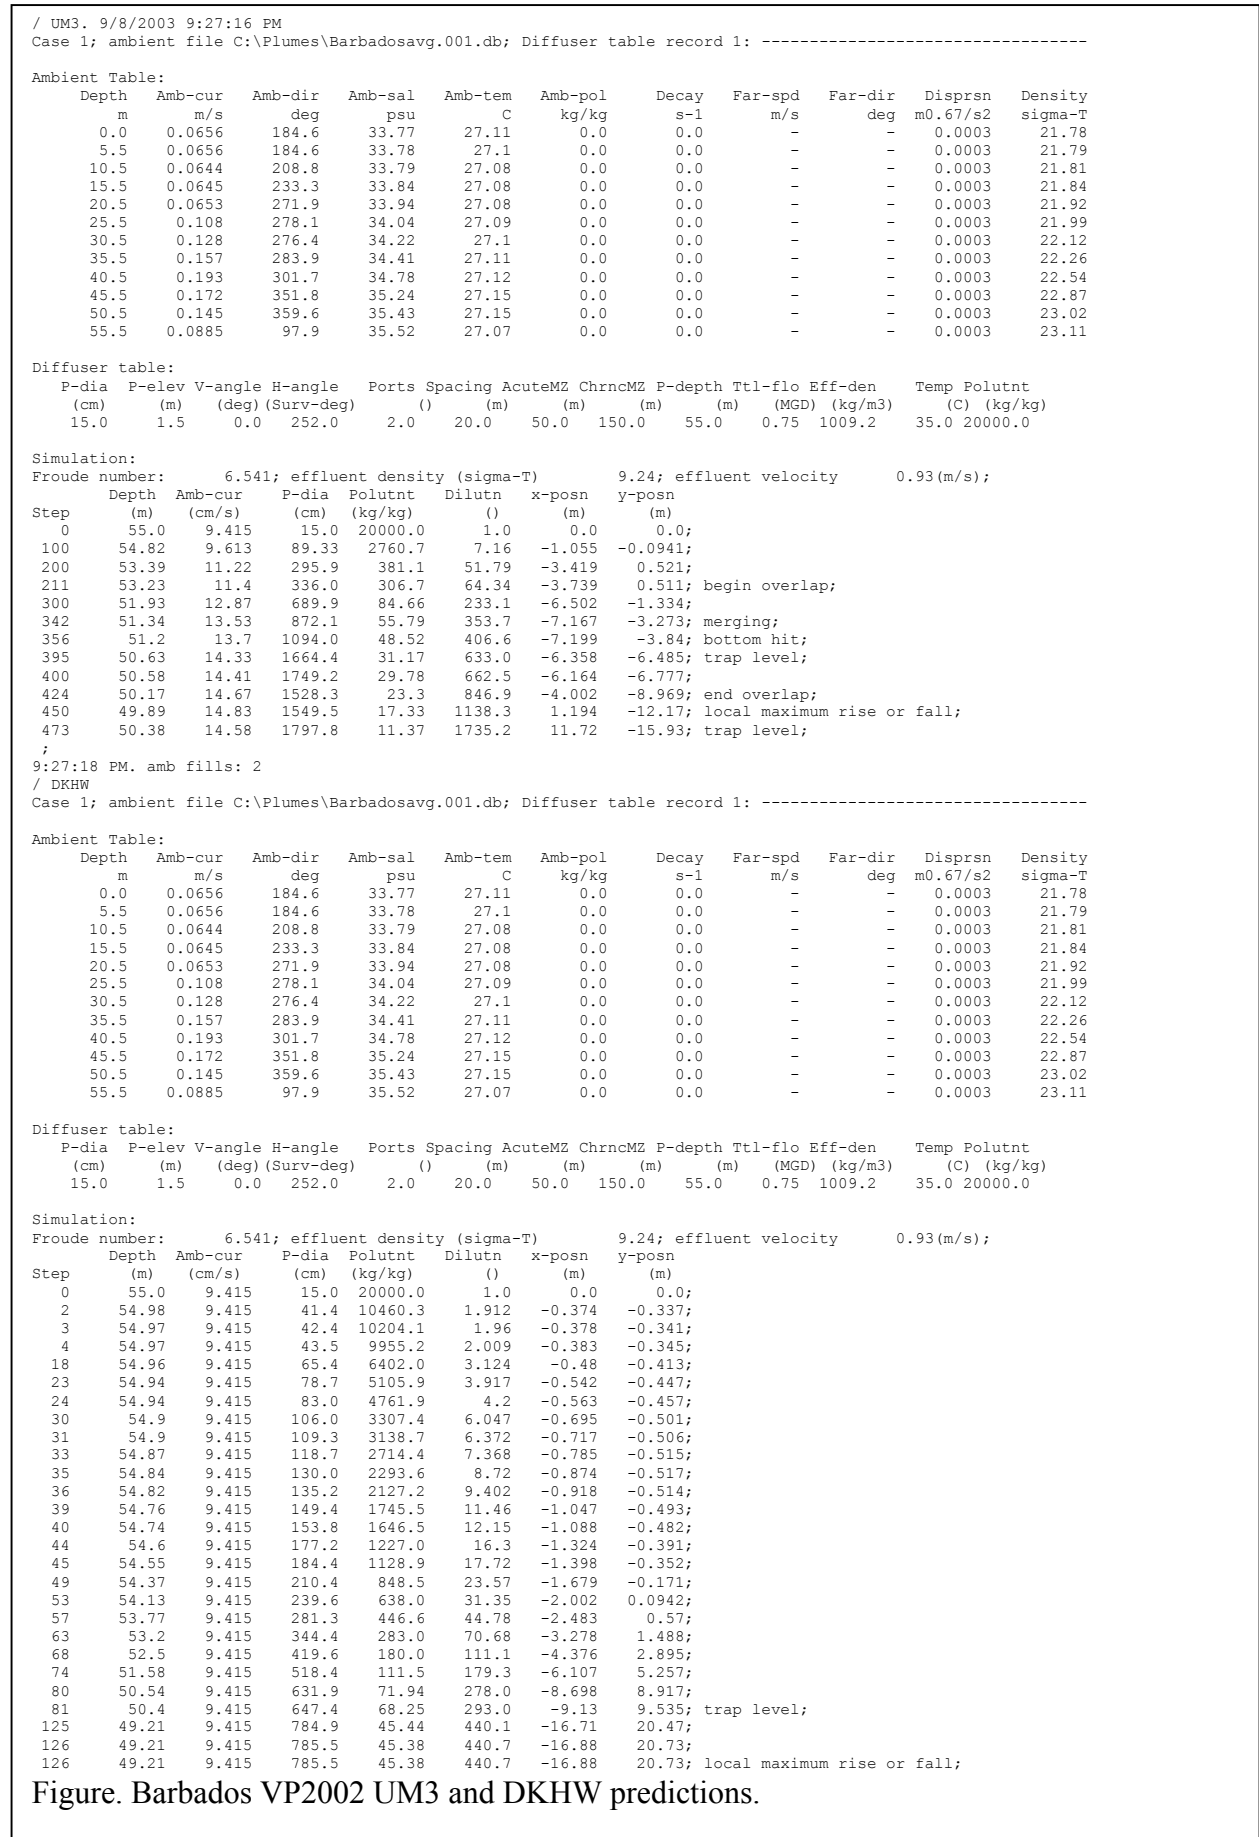 / UM3. 9/8/2003 9:27:16 PM
Case 1; ambient file C:\Plumes\Barbadosavg.001.db; Diffuser table record 1: ----------------------------------
Ambient Table:
Depth Amb-cur Amb-dir Amb-sal Amb-tem Amb-pol Decay Far-spd Far-dir Disprsn Density
m m/s deg psu C kg/kg s-1 m/s deg m0.67/s2 sigma-T
0.0 0.0656 184.6 33.77 27.11 0.0 0.0 - - 0.0003 21.78
5.5 0.0656 184.6 33.78 27.1 0.0 0.0 - - 0.0003 21.79
10.5 0.0644 208.8 33.79 27.08 0.0 0.0 - - 0.0003 21.81
15.5 0.0645 233.3 33.84 27.08 0.0 0.0 - - 0.0003 21.84
20.5 0.0653 271.9 33.94 27.08 0.0 0.0 - - 0.0003 21.92
25.5 0.108 278.1 34.04 27.09 0.0 0.0 - - 0.0003 21.99
30.5 0.128 276.4 34.22 27.1 0.0 0.0 - - 0.0003 22.12
35.5 0.157 283.9 34.41 27.11 0.0 0.0 - - 0.0003 22.26
40.5 0.193 301.7 34.78 27.12 0.0 0.0 - - 0.0003 22.54
45.5 0.172 351.8 35.24 27.15 0.0 0.0 - - 0.0003 22.87
50.5 0.145 359.6 35.43 27.15 0.0 0.0 - - 0.0003 23.02
55.5 0.0885 97.9 35.52 27.07 0.0 0.0 - - 0.0003 23.11
Diffuser table:
P-dia P-elev V-angle H-angle Ports Spacing AcuteMZ ChrncMZ P-depth Ttl-flo Eff-den Temp Polutnt
(cm) (m) (deg)(Surv-deg) () (m) (m) (m) (m) (MGD) (kg/m3) (C) (kg/kg)
15.0 1.5 0.0 252.0 2.0 20.0 50.0 150.0 55.0 0.75 1009.2 35.0 20000.0
Simulation:
Froude number: 6.541; effluent density (sigma-T) 9.24; effluent velocity 0.93(m/s);
Depth Amb-cur P-dia Polutnt Dilutn x-posn y-posn
Step (m) (cm/s) (cm) (kg/kg) () (m) (m)
0 55.0 9.415 15.0 20000.0 1.0 0.0 0.0;
100 54.82 9.613 89.33 2760.7 7.16 -1.055 -0.0941;
200 53.39 11.22 295.9 381.1 51.79 -3.419 0.521;
211 53.23 11.4 336.0 306.7 64.34 -3.739 0.511; begin overlap;
300 51.93 12.87 689.9 84.66 233.1 -6.502 -1.334;
342 51.34 13.53 872.1 55.79 353.7 -7.167 -3.273; merging;
356 51.2 13.7 1094.0 48.52 406.6 -7.199 -3.84; bottom hit;
395 50.63 14.33 1664.4 31.17 633.0 -6.358 -6.485; trap level;
400 50.58 14.41 1749.2 29.78 662.5 -6.164 -6.777;
424 50.17 14.67 1528.3 23.3 846.9 -4.002 -8.969; end overlap;
450 49.89 14.83 1549.5 17.33 1138.3 1.194 -12.17; local maximum rise or fall;
473 50.38 14.58 1797.8 11.37 1735.2 11.72 -15.93; trap level;
;
9:27:18 PM. amb fills: 2
/ DKHW
Case 1; ambient file C:\Plumes\Barbadosavg.001.db; Diffuser table record 1: ----------------------------------
Ambient Table:
Depth Amb-cur Amb-dir Amb-sal Amb-tem Amb-pol Decay Far-spd Far-dir Disprsn Density
m m/s deg psu C kg/kg s-1 m/s deg m0.67/s2 sigma-T
0.0 0.0656 184.6 33.77 27.11 0.0 0.0 - - 0.0003 21.78
5.5 0.0656 184.6 33.78 27.1 0.0 0.0 - - 0.0003 21.79
10.5 0.0644 208.8 33.79 27.08 0.0 0.0 - - 0.0003 21.81
15.5 0.0645 233.3 33.84 27.08 0.0 0.0 - - 0.0003 21.84
20.5 0.0653 271.9 33.94 27.08 0.0 0.0 - - 0.0003 21.92
25.5 0.108 278.1 34.04 27.09 0.0 0.0 - - 0.0003 21.99
30.5 0.128 276.4 34.22 27.1 0.0 0.0 - - 0.0003 22.12
35.5 0.157 283.9 34.41 27.11 0.0 0.0 - - 0.0003 22.26
40.5 0.193 301.7 34.78 27.12 0.0 0.0 - - 0.0003 22.54
45.5 0.172 351.8 35.24 27.15 0.0 0.0 - - 0.0003 22.87
50.5 0.145 359.6 35.43 27.15 0.0 0.0 - - 0.0003 23.02
55.5 0.0885 97.9 35.52 27.07 0.0 0.0 - - 0.0003 23.11
Diffuser table:
P-dia P-elev V-angle H-angle Ports Spacing AcuteMZ ChrncMZ P-depth Ttl-flo Eff-den Temp Polutnt
(cm) (m) (deg)(Surv-deg) () (m) (m) (m) (m) (MGD) (kg/m3) (C) (kg/kg)
15.0 1.5 0.0 252.0 2.0 20.0 50.0 150.0 55.0 0.75 1009.2 35.0 20000.0
Simulation:
Froude number: 6.541; effluent density (sigma-T) 9.24; effluent velocity 0.93(m/s);
Depth Amb-cur P-dia Polutnt Dilutn x-posn y-posn
Step (m) (cm/s) (cm) (kg/kg) () (m) (m)
0 55.0 9.415 15.0 20000.0 1.0 0.0 0.0;
2 54.98 9.415 41.4 10460.3 1.912 -0.374 -0.337;
3 54.97 9.415 42.4 10204.1 1.96 -0.378 -0.341;
4 54.97 9.415 43.5 9955.2 2.009 -0.383 -0.345;
18 54.96 9.415 65.4 6402.0 3.124 -0.48 -0.413;
23 54.94 9.415 78.7 5105.9 3.917 -0.542 -0.447;
24 54.94 9.415 83.0 4761.9 4.2 -0.563 -0.457;
30 54.9 9.415 106.0 3307.4 6.047 -0.695 -0.501;
31 54.9 9.415 109.3 3138.7 6.372 -0.717 -0.506;
33 54.87 9.415 118.7 2714.4 7.368 -0.785 -0.515;
35 54.84 9.415 130.0 2293.6 8.72 -0.874 -0.517;
36 54.82 9.415 135.2 2127.2 9.402 -0.918 -0.514;
39 54.76 9.415 149.4 1745.5 11.46 -1.047 -0.493;
40 54.74 9.415 153.8 1646.5 12.15 -1.088 -0.482;
44 54.6 9.415 177.2 1227.0 16.3 -1.324 -0.391;
45 54.55 9.415 184.4 1128.9 17.72 -1.398 -0.352;
49 54.37 9.415 210.4 848.5 23.57 -1.679 -0.171;
53 54.13 9.415 239.6 638.0 31.35 -2.002 0.0942;
57 53.77 9.415 281.3 446.6 44.78 -2.483 0.57;
63 53.2 9.415 344.4 283.0 70.68 -3.278 1.488;
68 52.5 9.415 419.6 180.0 111.1 -4.376 2.895;
74 51.58 9.415 518.4 111.5 179.3 -6.107 5.257;
80 50.54 9.415 631.9 71.94 278.0 -8.698 8.917;
81 50.4 9.415 647.4 68.25 293.0 -9.13 9.535; trap level;
125 49.21 9.415 784.9 45.44 440.1 -16.71 20.47;
126 49.21 9.415 785.5 45.38 440.7 -16.88 20.73;
126 49.21 9.415 785.5 45.38 440.7 -16.88 20.73; local maximum rise or fall;
Figure. Barbados VP2002 UM3 and DKHW predictions.